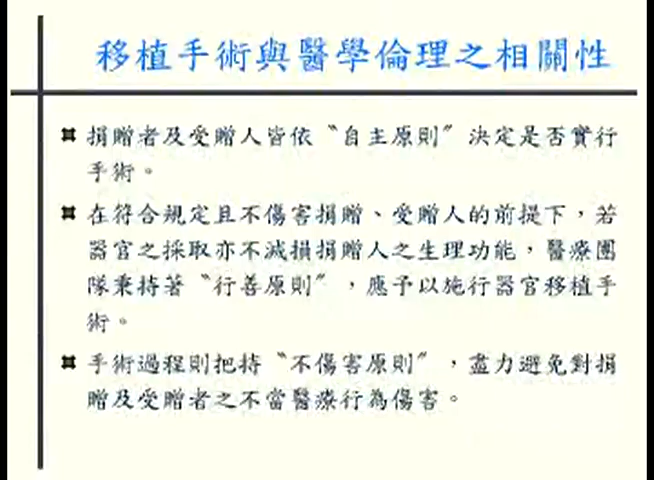 移植手術與醫學倫理之相關性
捐贈者及受贈人皆依〝自主原則〞決定是否實行
手術。
在符合規定且不傷害捐贈、受贈人的前提下，若
器官之採取亦不減損捐贈人之生理功能，醫療團
隊秉持著〝行善原則〞，應予以施行器官移植手
術。
手術過程則把持〝不傷害原則〞，盡力避免對捐
贈及受贈者之不當醫療行為傷害。